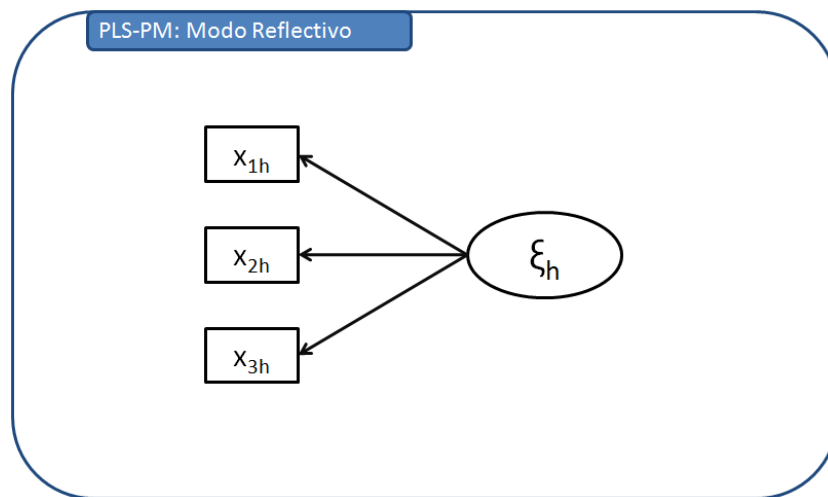 PLS-PM: Modo Reflectivo
x1h
x2h
ξh
x3h